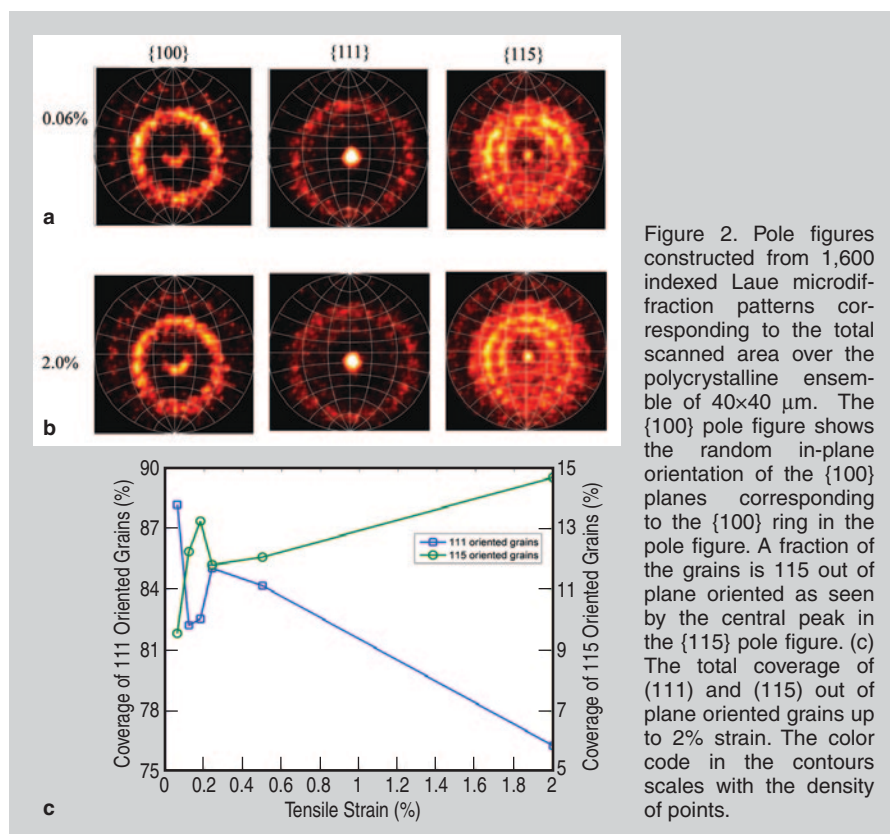 {100} {111} {115}
0.06%
a
2.0%
b
Figure 2. Pole figures
constructed from 1,600
indexed Laue microdif-
fraction patterns cor-
responding to the total
scanned area over the
polycrystalline ensem-
ble of 40×40 μm. The
{100} pole figure shows
the random in-plane
orientation of the {100}
planes corresponding
to the {100} ring in the
pole figure. A fraction of
the grains is 115 out of
plane oriented as seen
by the central peak in
the {115} pole figure. (c)
The total coverage of
(111) and (115) out of
plane oriented grains up
to 2% strain. The color
code in the contours
scales with the density
of points.
Coverage of 111 Oriented Grains (%)
90
87
84
81
78
75
111 oriented grains
115 oriented grains
15
13
11
9
7
5
Coverage of 115 Oriented Grains (%)
0 0.2 0.4 0.6 0.8 1 1.2 1.4 1.6 1.8 2
Tensile Strain (%)
c